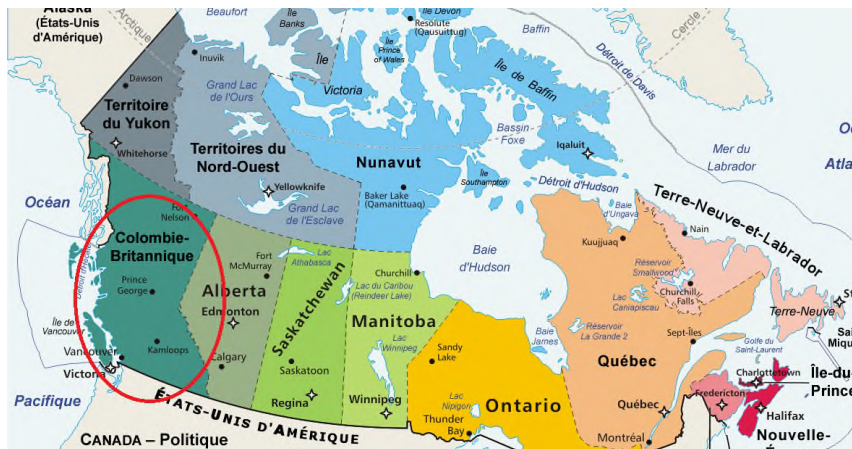 Alaska
(États-Unis
d'Amérique)
Arctique
Beaufort
Île
Banks
Île
Île Devon
Resolute
(Qausuittuq)
Île
Prince
of Wales
Baffin
Cercle
Détroit de Davis
Inuvik
Dawson
Grand Lac
de l'Ours
Victoria
Île de Baffin
Territoire
du Yukon
Territoires du
Nord-Ouest
Nunavut
Bassin-
Foxe
Iqaluit
Mer du
Labrador
Whitehorse
Yellowknife
Baker Lake
(Qamanittuaq)
Île
Southampton
Détroit d'Hudson
Océan
Fort
Nelson
Grand Lac
de l'Esclave
Baie
d'Ungava
Terre-Neuve-et-Labrador
Colombie-
Britannique
Fort
McMurray
Lac
Athabasca
Baie
d'Hudson
Kuujjuaq
Nain
Prince
George
Alberta
Edmonton
Saskatchewan
Lac du Caribou
(Reindeer Lake)
Churchill
Réservoir
Smallwood
Churchill
Falls
Lac
Caniapiscau
Terre-Neuve
Île de
Vancouver
Manitoba
Lac
Winnipeg
Sandy
Lake
Baie
James
Réservoir
La Grande 2
Sept-Îles
Golfe du
Saint-Laurent
Vancouver
Kamloops
Calgary
Saskatoon
Québec
Charlottetown
Île-du-
Prince
Victoria
Regina
Winnipeg
Lac
Nipigon
Ontario
Québec
Fredericton
Pacifique
ÉTATS-UNIS D'AMÉRIQUE
Thunder
Bay
Montréal
Halifax
Nouvelle-
CANADA – Politique